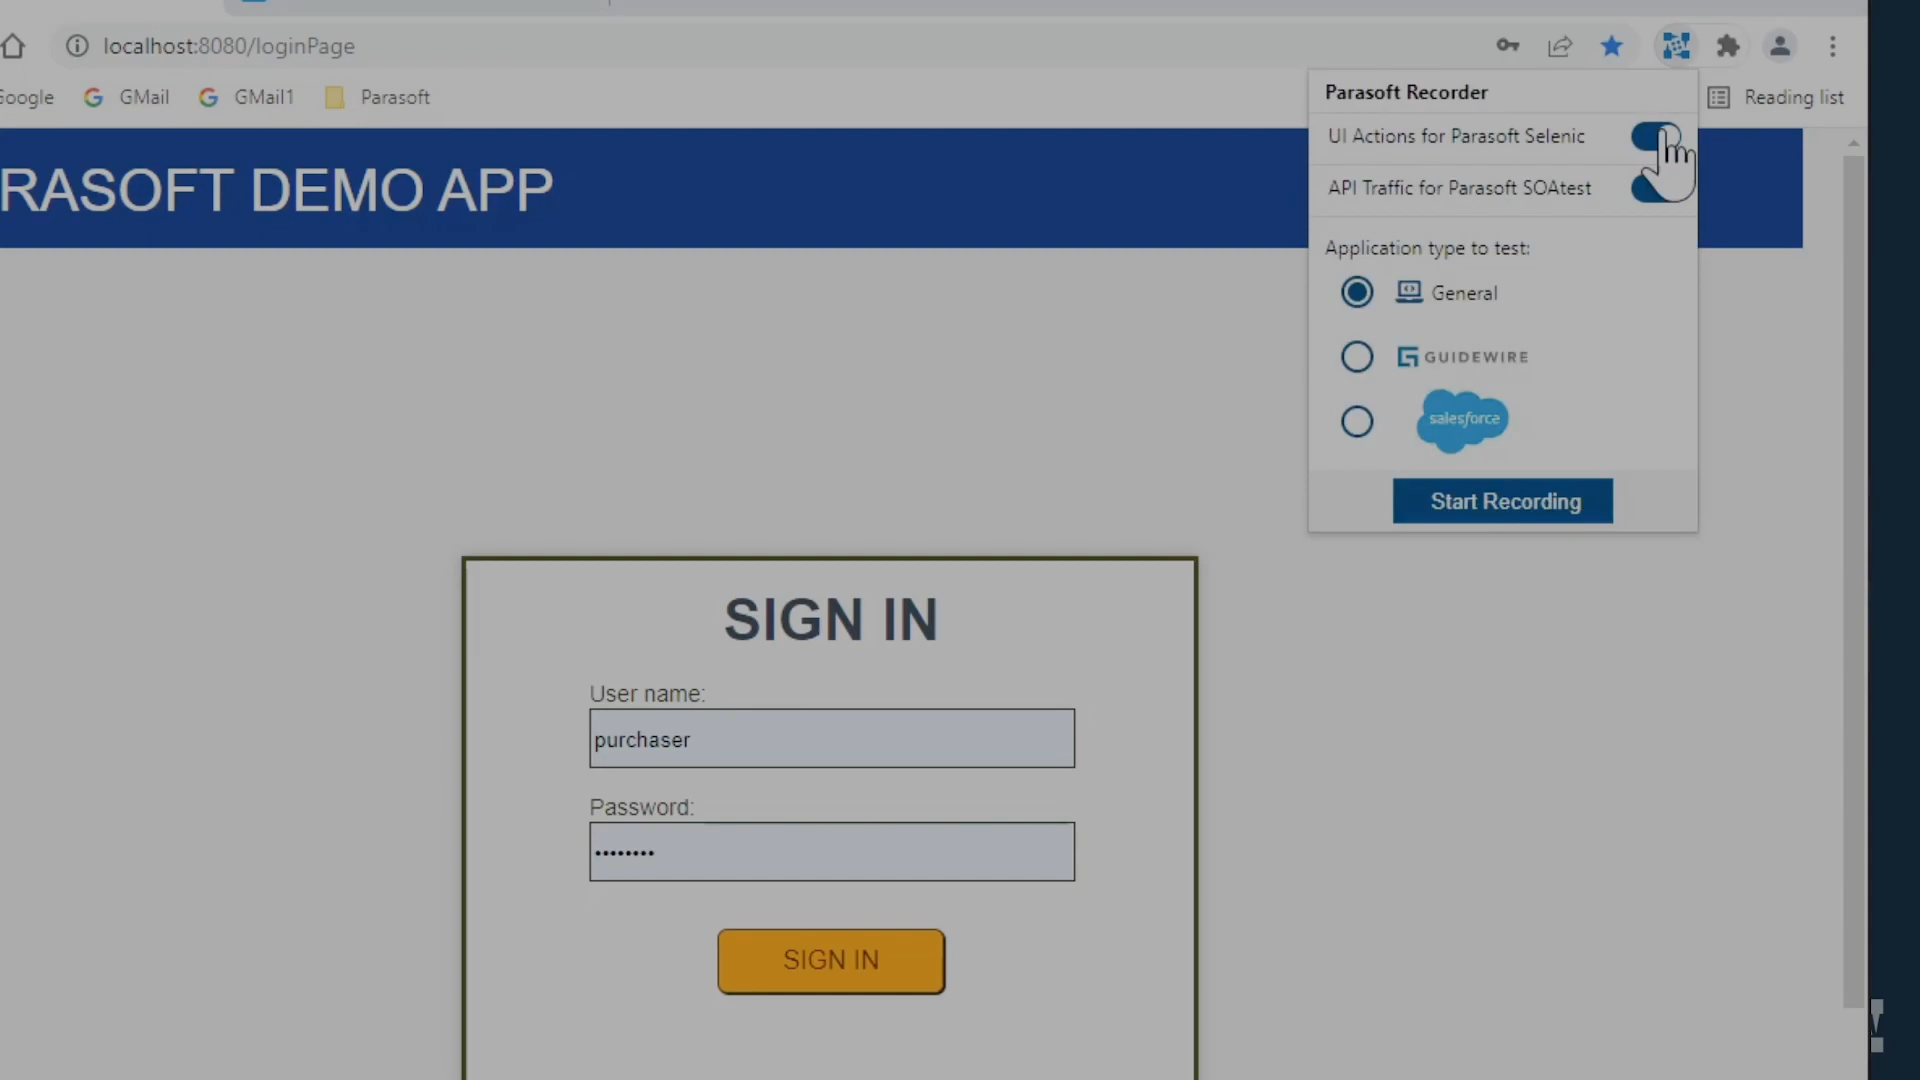 localhost:8080/loginPage
Google GMail GMail1 Parasoft
Reading list
Parasoft Recorder
UI Actions for Parasoft Selenic
API Traffic for Parasoft SOAtest
Application type to test:
General
GUIDEWIRE
salesforce
Start Recording
RASOFT DEMO APP
SIGN IN
User name:
purchaser
Password:
••••••••
SIGN IN